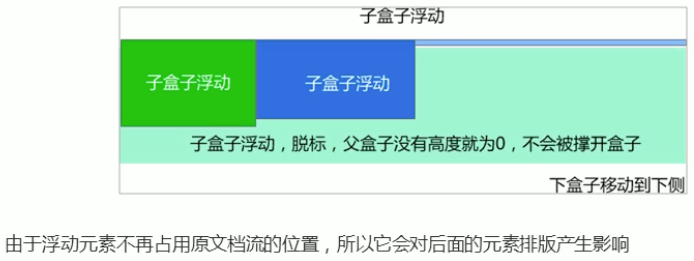 子盒子浮动
子盒子浮动 子盒子浮动
子盒子浮动，脱标，父盒子没有高度就为0，不会被撑开盒子
下盒子移动到下侧
由于浮动元素不再占用原文档流的位置，所以它会对后面的元素排版产生影响